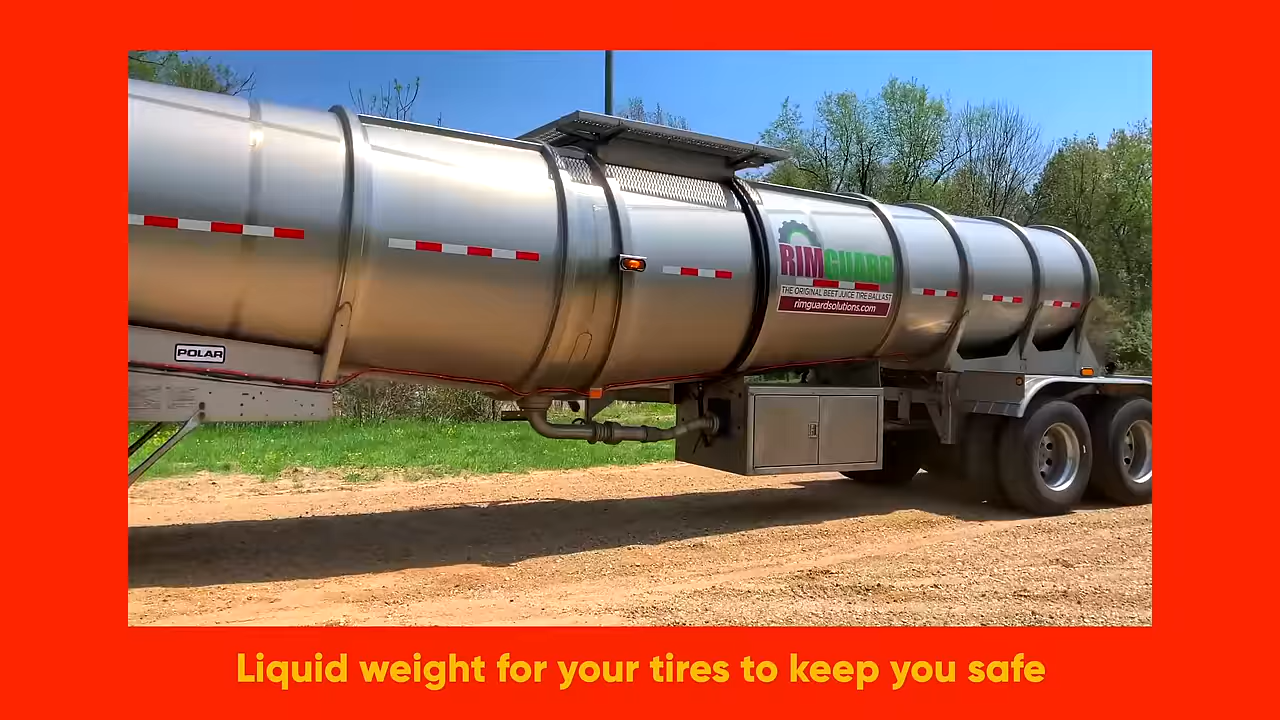 POLAR
RIMGUARD
THE ORIGINAL BEET JUICE TIRE BALLAST
rimguardsolutions.com
Liquid weight for your tires to keep you safe